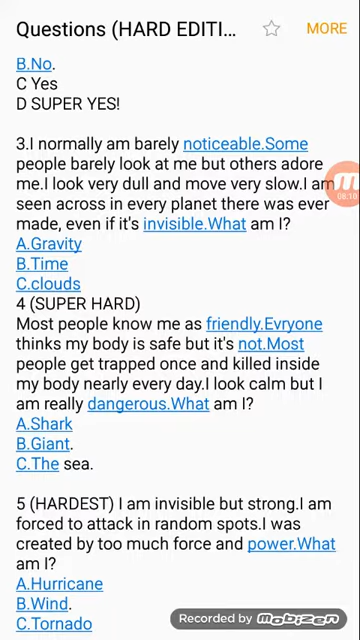 Questions (HARD EDITI... MORE
B.No.
C Yes
D SUPER YES!
3.I normally am barely noticeable.Some
people barely look at me but others adore
me.I look very dull and move very slow.I am
seen across in every planet there was ever
made, even if it's invisible.What am I?
A.Gravity
B.Time
C.clouds
4 (SUPER HARD)
Most people know me as friendly.Evryone
thinks my body is safe but it's not.Most
people get trapped once and killed inside
my body nearly every day.I look calm but I
am really dangerous.What am I?
A.Shark
B.Giant.
C.The sea.
5 (HARDEST) I am invisible but strong.I am
forced to attack in random spots.I was
created by too much force and power.What
am I?
A.Hurricane
B.Wind.
C.Tornado
08:10
Recorded by Mobizen